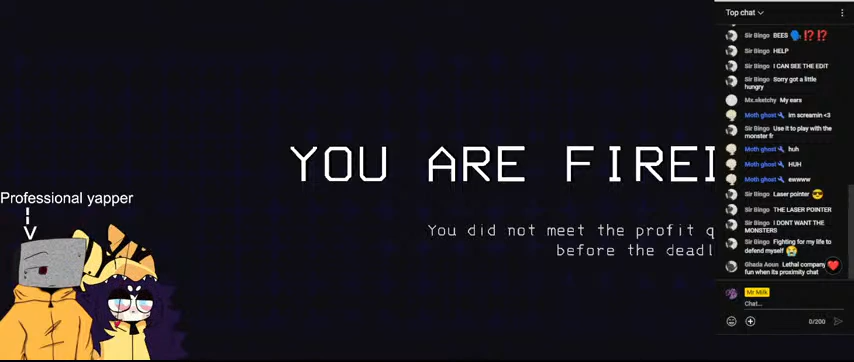 Top chat
Sir Bingo BEES 🗣 ⁉ ⁉
Sir Bingo HELP
Sir Bingo I CAN SEE THE EDIT
Sir Bingo Sorry got a little
hungry
Mx.sketchy My ears
Moth ghost im screamin <3
Sir Bingo Use it to play with the
monster fr
Moth ghost huh
Moth ghost HUH
Moth ghost ewwww
Sir Bingo Laser pointer 😎
Sir Bingo THE LASER POINTER
Sir Bingo I DONT WANT THE
MONSTERS
Sir Bingo Fighting for my life to
defend myself 😭
Ghada Aoun Lethal company
fun when its proximity chat
Mr Milk
Chat...
0/200
YOU ARE FIRE
You did not meet the profit
before the
Professional yapper